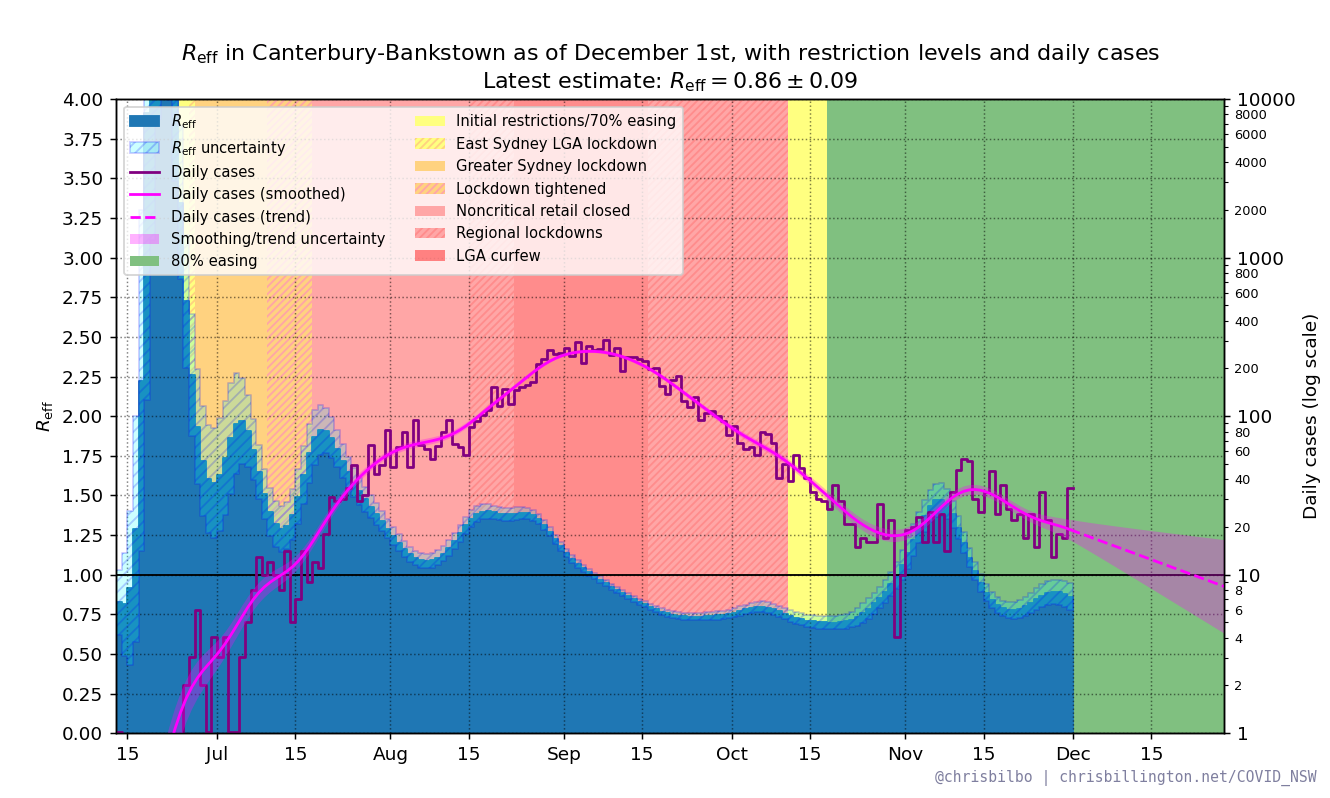 Reff in Canterbury-Bankstown as of December 1st, with restriction levels and daily cases
Latest estimate: Reff = 0.86 ± 0.09
Reff
Reff uncertainty
Daily cases
Daily cases (smoothed)
Daily cases (trend)
Smoothing/trend uncertainty
80% easing
Initial restrictions/70% easing
East Sydney LGA lockdown
Greater Sydney lockdown
Lockdown tightened
Noncritical retail closed
Regional lockdowns
LGA curfew
Reff
4.00
3.75
3.50
3.25
3.00
2.75
2.50
2.25
2.00
1.75
1.50
1.25
1.00
0.75
0.50
0.25
0.00
10000
8000
6000
4000
2000
1000
800
600
400
200
100
80
60
40
20
10
8
6
4
2
1
Daily cases (log scale)
15 Jul 15 Aug 15 Sep 15 Oct 15 Nov 15 Dec 15
@chrisbilbo | chrisbillington.net/COVID_NSW